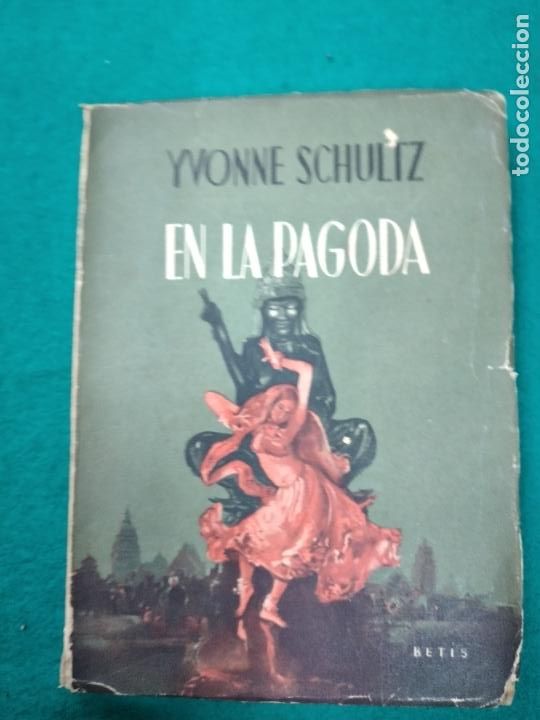 YVONNE SCHULTZ
EN LA PAGODA
BETIS
todocoleccion